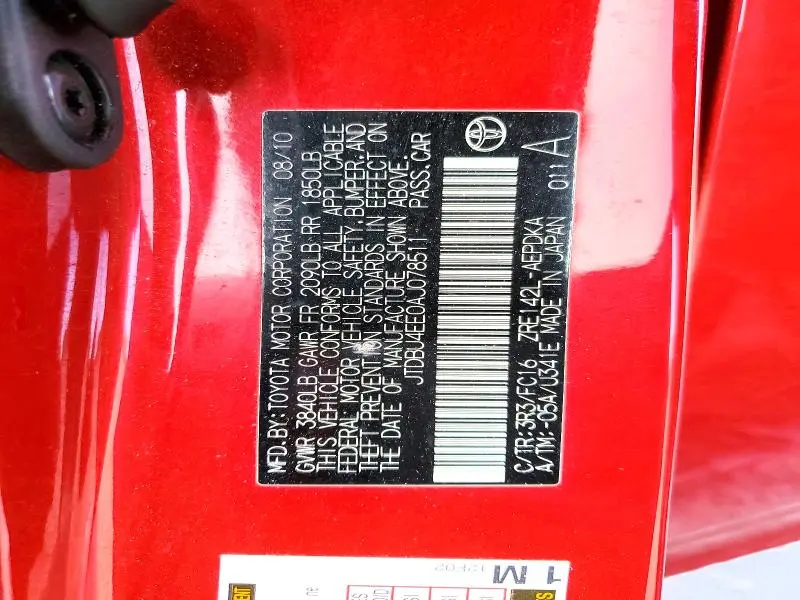 MFD.BY:TOYOTA MOTOR CORPORATION 08/10
GVWR 3840LB GAWR FR 2090LB RR 1850LB
THIS VEHICLE CONFORMS TO ALL APPLICABLE
FEDERAL MOTOR VEHICLE SAFETY, BUMPER, AND
THEFT PREVENTION STANDARDS IN EFFECT ON
THE DATE OF MANUFACTURE SHOWN ABOVE.
JTDBU4EE0AJ078511 PASS.CAR
C/TR:3R3/FC16 ZRE142L-AEPDKA
A/TM:-05A/U341E MADE IN JAPAN 011 A
1 M
12F02